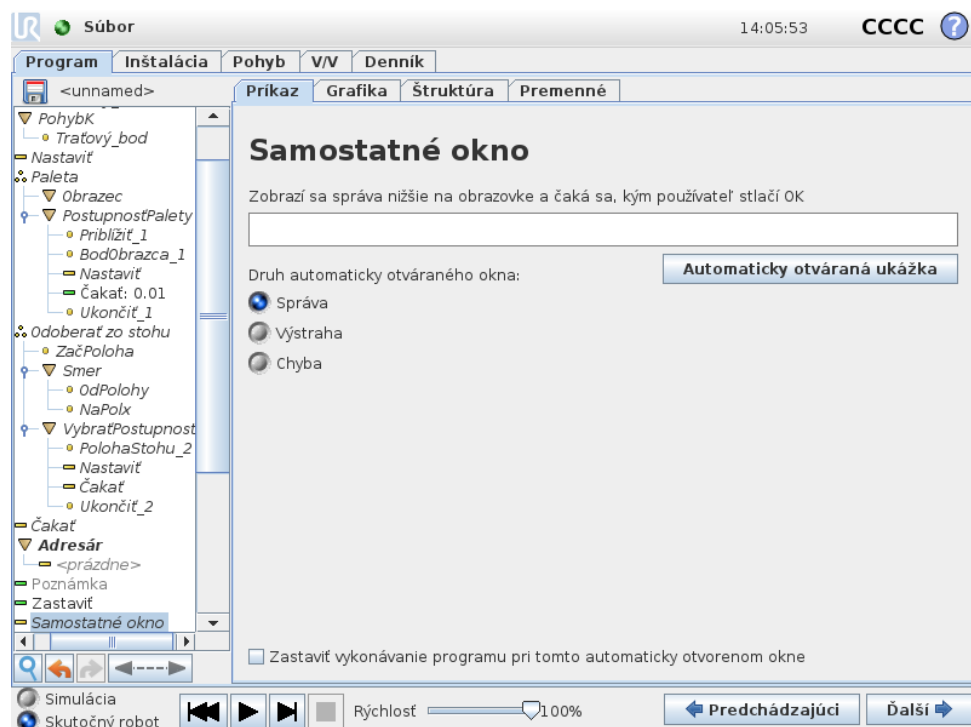 UR Súbor 14:05:53 CCCC ?
Program Inštalácia Pohyb V/V Denník
<unnamed> Príkaz Grafika Štruktúra Premenné
PohybK
Traťový_bod
Nastaviť
Paleta
Obrazec
PostupnosťPalety
Priblížiť_1
BodObrazca_1
Nastaviť
Čakať: 0.01
Ukončiť_1
Odoberať zo stohu
ZačPoloha
Smer
OdPolohy
NaPolx
VybraťPostupnost
PolohaStohu_2
Nastaviť
Čakať
Ukončiť_2
Čakať
Adresár
<prázdne>
Poznámka
Zastaviť
Samostatné okno
Samostatné okno
Zobrazí sa správa nižšie na obrazovke a čaká sa, kým používateľ stlačí OK
Druh automaticky otváraného okna:
Automaticky otváraná ukážka
Správa
Výstraha
Chyba
Zastaviť vykonávanie programu pri tomto automaticky otvorenom okne
Simulácia
Skutočný robot
Rýchlosť 100%
Predchádzajúci
Ďalší